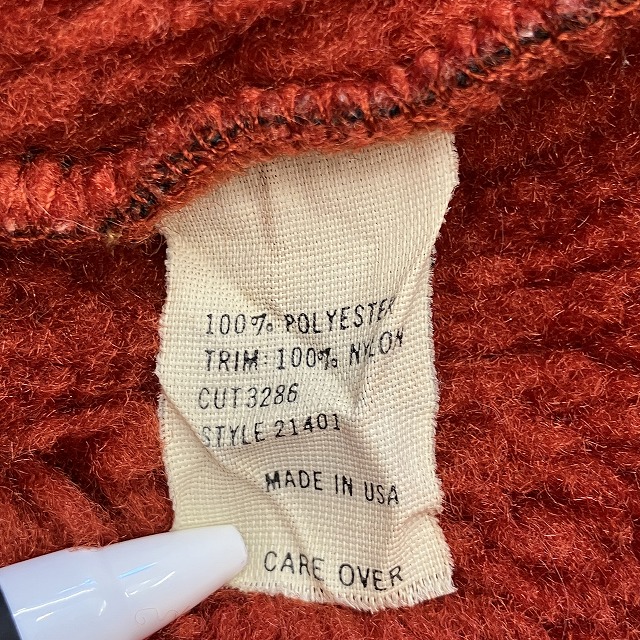 100% POLYESTER
TRIM: 100% NYLON
CUT3286
STYLE 21401
MADE IN USA
CARE OVER